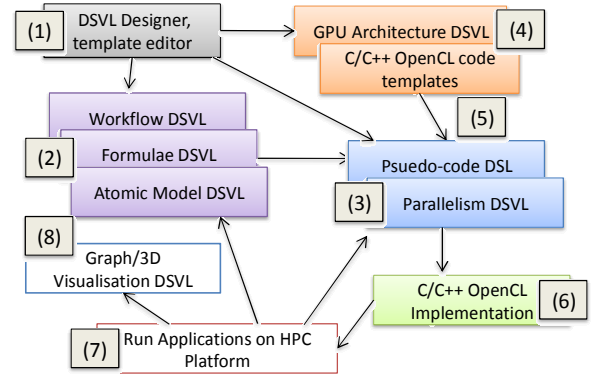 (1)
DSVL Designer,
template editor
GPU Architecture DSVL
(4)
C/C++ OpenCL code
templates
(5)
Workflow DSVL
(2)
Formulae DSVL
Atomic Model DSVL
Psuedo-code DSL
(3)
Parallelism DSVL
(8)
Graph/3D
Visualisation DSVL
C/C++ OpenCL
Implementation
(6)
(7)
Run Applications on HPC
Platform